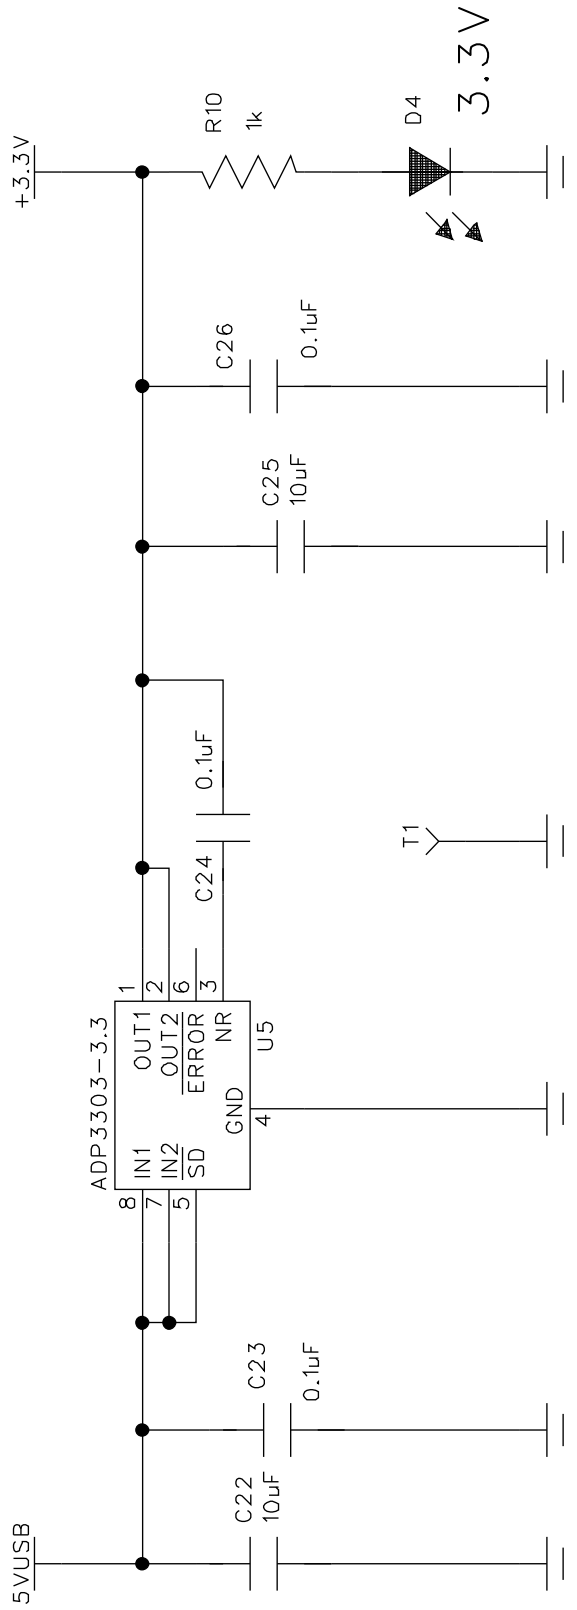 5VUSB
C22
10uF
C23
0.1uF
ADP3303-3.3
8
IN1
7
IN2
5
SD
GND
4
U5
OUT1
1
OUT2
2
ERROR
6
NR
3
C24
0.1uF
T1
C25
10uF
C26
0.1uF
+3.3V
R10
1k
D4
3.3V